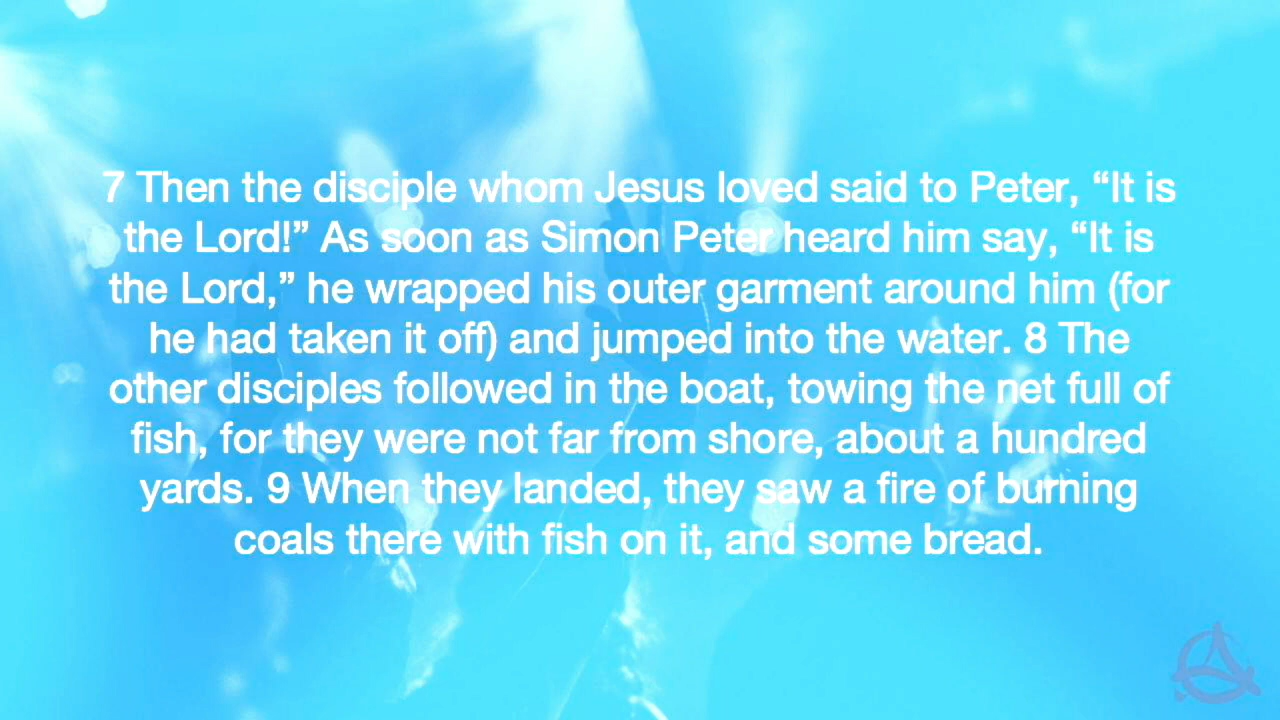 7 Then the disciple whom Jesus loved said to Peter, “It is
the Lord!” As soon as Simon Peter heard him say, “It is
the Lord,” he wrapped his outer garment around him (for
he had taken it off) and jumped into the water. 8 The
other disciples followed in the boat, towing the net full of
fish, for they were not far from shore, about a hundred
yards. 9 When they landed, they saw a fire of burning
coals there with fish on it, and some bread.